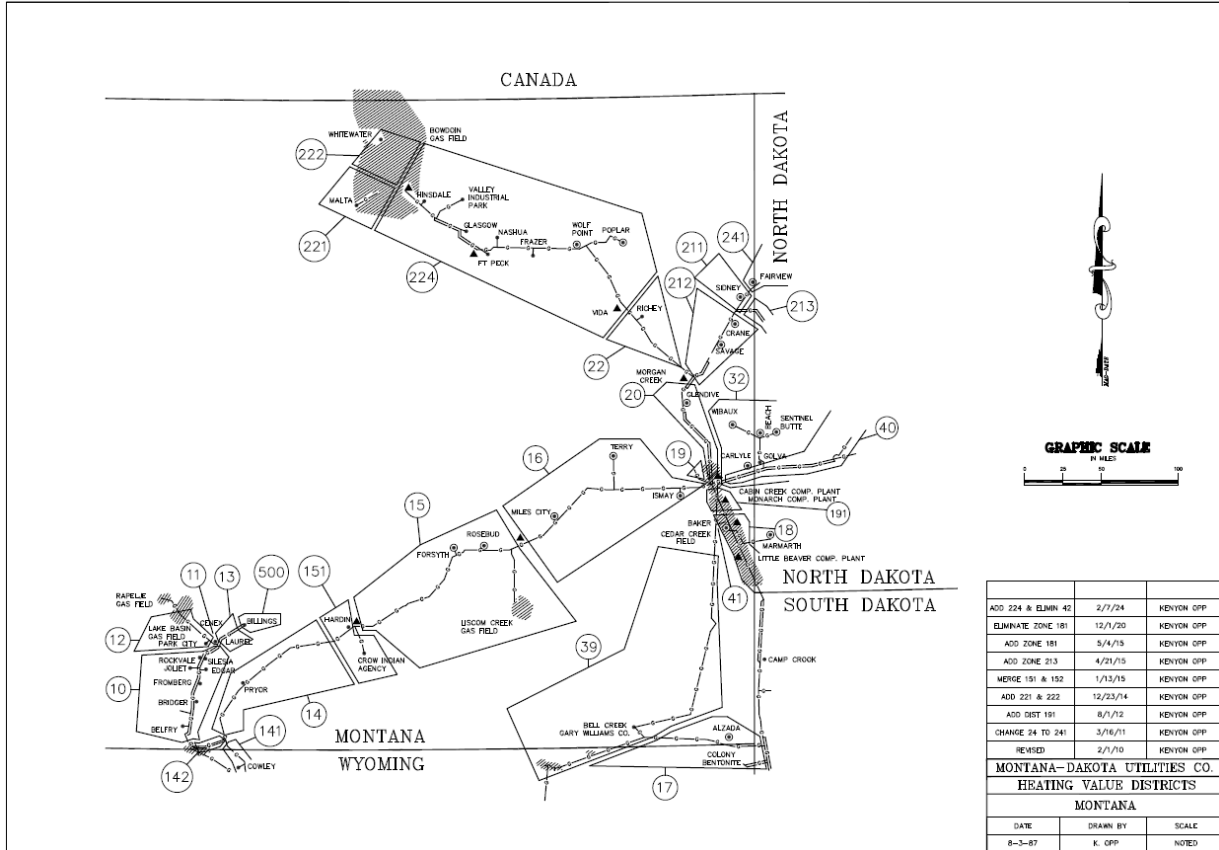 CANADA
WHITEWATER
BOWDOIN
GAS FIELD
222
MALTA
221
HINSDALE
VALLEY
INDUSTRIAL
PARK
GLASGOW
NASHUA
FRAZER
WOLF
POINT
POPLAR
FT PECK
224
NORTH DAKOTA
241
211
FAIRVIEW
SIDNEY
212
213
CRANE
SAVAGE
VIDA
RICHEY
22
MORGAN
CREEK
20
GLENDIVE
32
WIBAUX
BEACH
SENTINEL
BUTTE
40
CARLYLE
GOLVA
19
16
TERRY
ISMAY
CABIN CREEK COMP. PLANT
MONARCH COMP. PLANT
191
MILES CITY
15
ROSEBUD
FORSYTH
BAKER
CEDAR CREEK
FIELD
18
MARMARTH
LITTLE BEAVER COMP. PLANT
NORTH DAKOTA
SOUTH DAKOTA
41
LISCOM CREEK
GAS FIELD
151
HARDIN
CROW INDIAN
AGENCY
11
13
500
RAPELJE
GAS FIELD
CENEX
BILLINGS
12
LAKE BASIN
GAS FIELD
PARK CITY
LAUREL
ROCKVALE
SILESIA
JOLIET
EDGAR
10
FROMBERG
BRIDGER
BELFRY
PRYOR
14
141
142
COWLEY
39
CAMP CROOK
BELL CREEK
GARY WILLIAMS CO.
ALZADA
COLONY
BENTONITE
17
MONTANA
WYOMING
GRAPHIC SCALE
IN MILES
0 25 50 100
ADD 224 & ELIMIN 42 2/7/24 KENYON OPP
ELIMINATE ZONE 181 12/1/20 KENYON OPP
ADD ZONE 181 5/4/15 KENYON OPP
ADD ZONE 213 4/21/15 KENYON OPP
MERGE 151 & 152 1/13/15 KENYON OPP
ADD 221 & 222 12/23/14 KENYON OPP
ADD DIST 191 8/1/12 KENYON OPP
CHANGE 24 TO 241 3/16/11 KENYON OPP
REVISED 2/1/10 KENYON OPP
MONTANA-DAKOTA UTILITIES CO.
HEATING VALUE DISTRICTS
MONTANA
DATE DRAWN BY SCALE
8-3-87 K. OPP NOTED